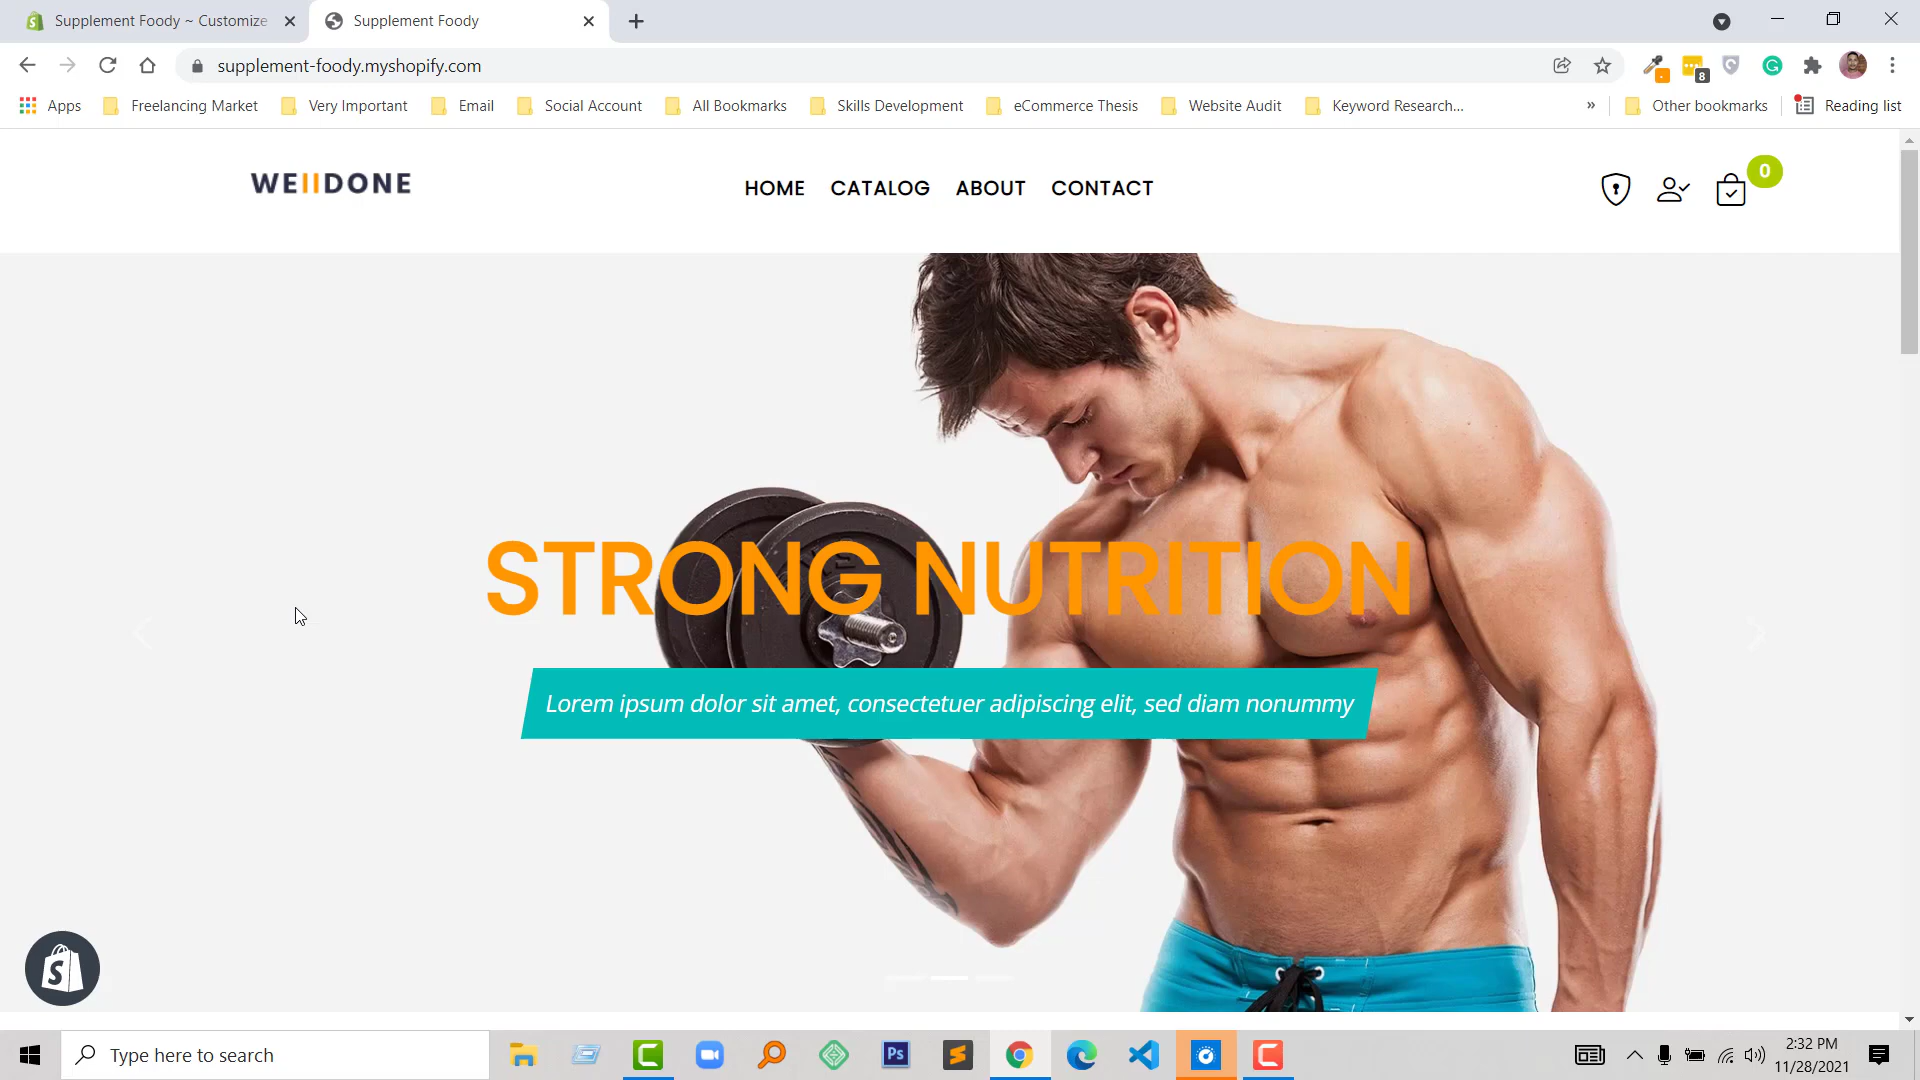 Supplement Foody ~ Customize
Supplement Foody
supplement-foody.myshopify.com
8
Apps
Freelancing Market
Very Important
Email
Social Account
All Bookmarks
Skills Development
eCommerce Thesis
Website Audit
Keyword Research...
»
Other bookmarks
Reading list
WEllDONE
HOME
CATALOG
ABOUT
CONTACT
0
STRONG NUTRITION
Lorem ipsum dolor sit amet, consectetuer adipiscing elit, sed diam nonummy
Type here to search
Ps
2:32 PM
11/28/2021